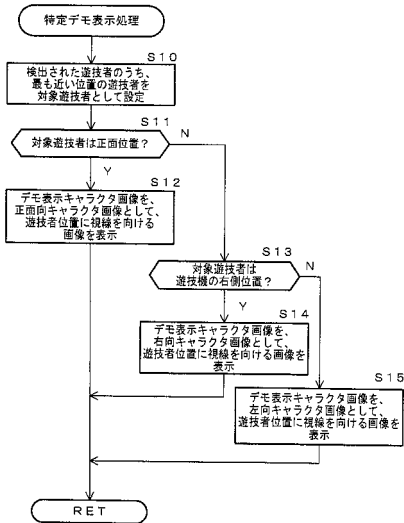 特定デモ表示処理
S10
検出された遊技者のうち、
最も近い位置の遊技者を
対象遊技者として設定
S11
対象遊技者は正面位置?
N
Y
S12
デモ表示キャラクタ画像を、
正面向キャラクタ画像として、
遊技者位置に視線を向ける
画像を表示
S13
対象遊技者は
遊技機の右側位置?
N
Y
S14
デモ表示キャラクタ画像を、
右向キャラクタ画像として、
遊技者位置に視線を向ける画像を
表示
S15
デモ表示キャラクタ画像を、
左向キャラクタ画像として、
遊技者位置に視線を向ける画像を
表示
RET